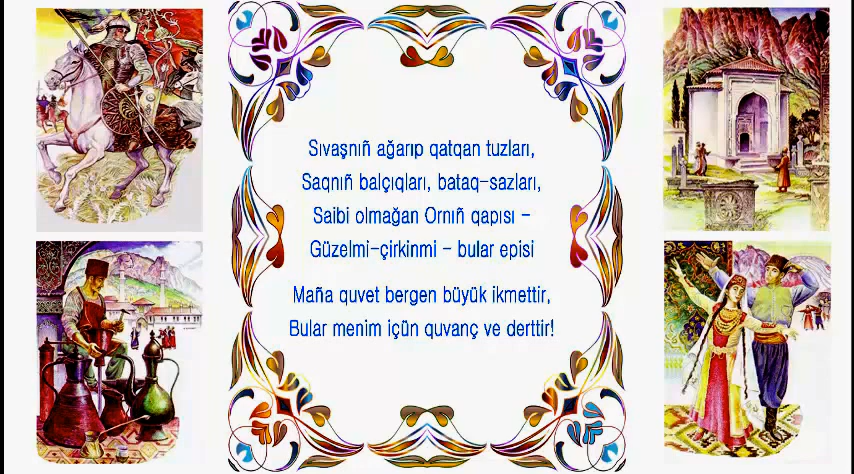 Sıvaşnıñ ağarıp qatqan tuzları,
Saqnıñ balçıqları, bataq-sazları,
Saibi olmağan Ornıñ qapısı -
Güzelmi-çirkinmi - bular episi
Maña quvet bergen büyük ikmettir,
Bular menim içün quvanç ve derttir!